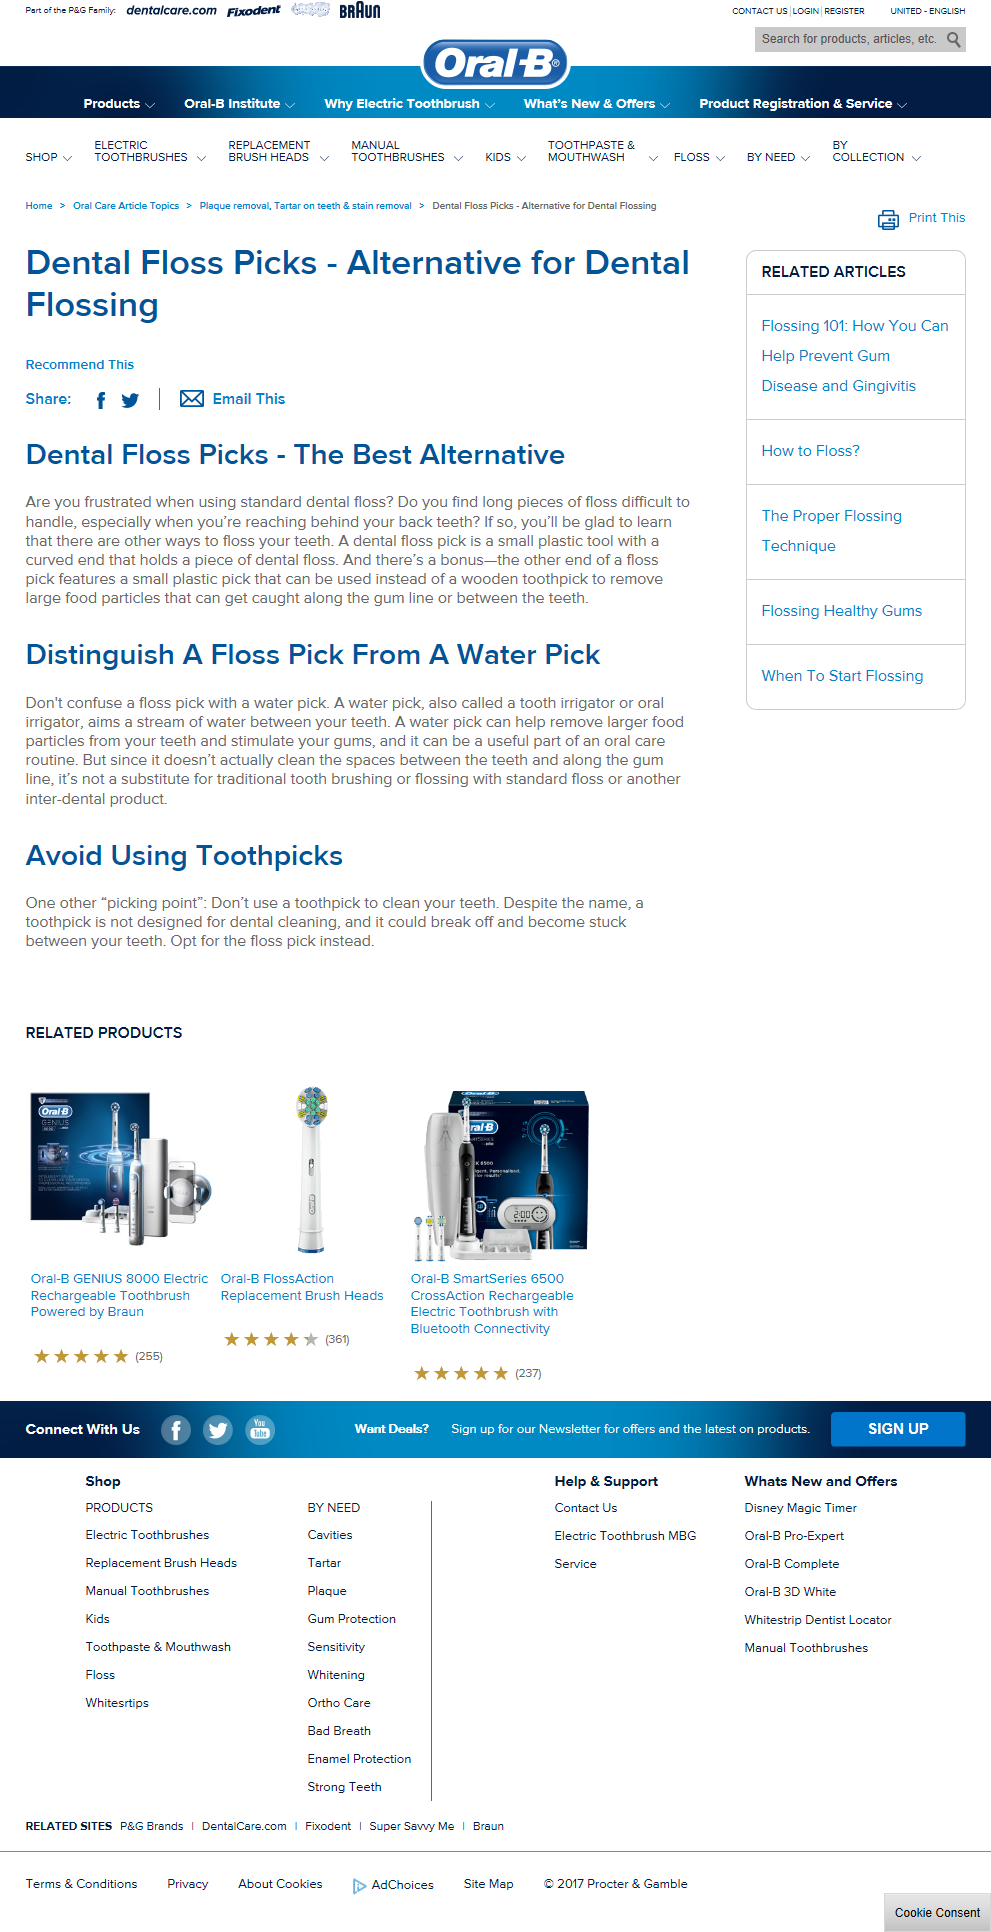 Part of the P&G Family: dentalcare.com Fixodent BRAUN
CONTACT US | LOGIN | REGISTER UNITED - ENGLISH
Search for products, articles, etc.
Oral-B®
Products Oral-B Institute Why Electric Toothbrush What's New & Offers Product Registration & Service
SHOP ELECTRIC TOOTHBRUSHES REPLACEMENT BRUSH HEADS MANUAL TOOTHBRUSHES KIDS TOOTHPASTE & MOUTHWASH FLOSS BY NEED BY COLLECTION
Home > Oral Care Article Topics > Plaque removal, Tartar on teeth & stain removal > Dental Floss Picks - Alternative for Dental Flossing
Print This
Dental Floss Picks - Alternative for Dental
Flossing
Recommend This
Share: Email This
Dental Floss Picks - The Best Alternative
Are you frustrated when using standard dental floss? Do you find long pieces of floss difficult to
handle, especially when you're reaching behind your back teeth? If so, you'll be glad to learn
that there are other ways to floss your teeth. A dental floss pick is a small plastic tool with a
curved end that holds a piece of dental floss. And there's a bonus—the other end of a floss
pick features a small plastic pick that can be used instead of a wooden toothpick to remove
large food particles that can get caught along the gum line or between the teeth.
Distinguish A Floss Pick From A Water Pick
Don't confuse a floss pick with a water pick. A water pick, also called a tooth irrigator or oral
irrigator, aims a stream of water between your teeth. A water pick can help remove larger food
particles from your teeth and stimulate your gums, and it can be a useful part of an oral care
routine. But since it doesn't actually clean the spaces between the teeth and along the gum
line, it's not a substitute for traditional tooth brushing or flossing with standard floss or another
inter-dental product.
Avoid Using Toothpicks
One other “picking point”: Don't use a toothpick to clean your teeth. Despite the name, a
toothpick is not designed for dental cleaning, and it could break off and become stuck
between your teeth. Opt for the floss pick instead.
RELATED ARTICLES
Flossing 101: How You Can
Help Prevent Gum
Disease and Gingivitis
How to Floss?
The Proper Flossing
Technique
Flossing Healthy Gums
When To Start Flossing
RELATED PRODUCTS
Oral-B
GENIUS
Oral-B GENIUS 8000 Electric
Rechargeable Toothbrush
Powered by Braun
(255)
Oral-B FlossAction
Replacement Brush Heads
(361)
ral-B
6500
2:00
Oral-B SmartSeries 6500
CrossAction Rechargeable
Electric Toothbrush with
Bluetooth Connectivity
(237)
Connect With Us You Tube Want Deals? Sign up for our Newsletter for offers and the latest on products. SIGN UP
Shop
PRODUCTS
Electric Toothbrushes
Replacement Brush Heads
Manual Toothbrushes
Kids
Toothpaste & Mouthwash
Floss
Whitesrtips
BY NEED
Cavities
Tartar
Plaque
Gum Protection
Sensitivity
Whitening
Ortho Care
Bad Breath
Enamel Protection
Strong Teeth
Help & Support
Contact Us
Electric Toothbrush MBG
Service
Whats New and Offers
Disney Magic Timer
Oral-B Pro-Expert
Oral-B Complete
Oral-B 3D White
Whitestrip Dentist Locator
Manual Toothbrushes
RELATED SITES P&G Brands | DentalCare.com | Fixodent | Super Savvy Me | Braun
Terms & Conditions Privacy About Cookies AdChoices Site Map © 2017 Procter & Gamble
Cookie Consent